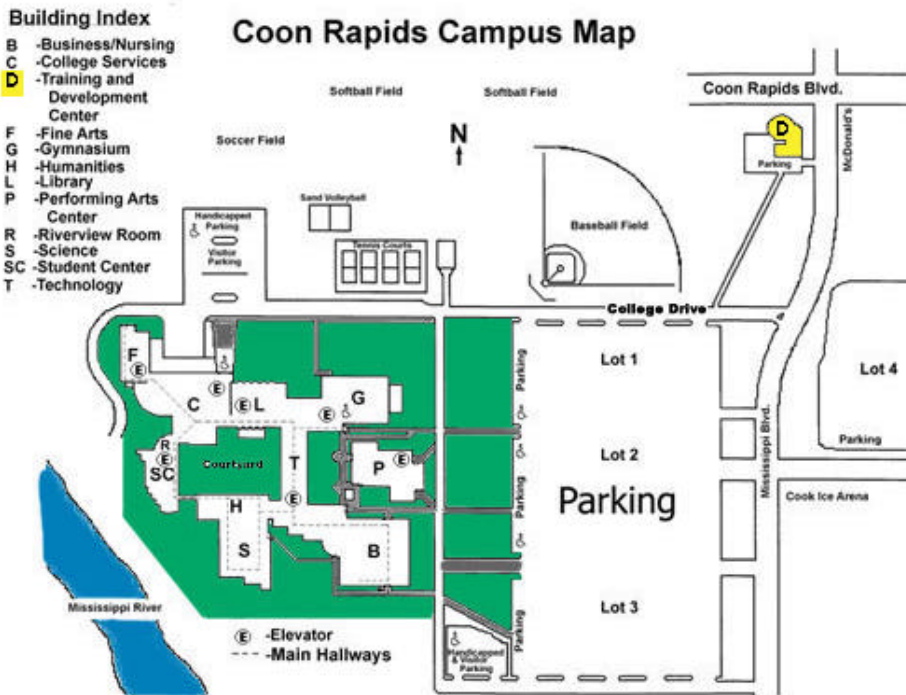 Building Index
B -Business/Nursing
C -College Services
D -Training and
Development
Center
F -Fine Arts
G -Gymnasium
H -Humanities
L -Library
P -Performing Arts
Center
R -Riverview Room
S -Science
SC -Student Center
T -Technology
Coon Rapids Campus Map
Softball Field
Softball Field
Soccer Field
N
Coon Rapids Blvd.
D
Parking
McDonald's
Sand Volleyball
Handicapped
Parking
Visitor
Parking
Tennis Courts
Baseball Field
College Drive
F
E
C
E
E
L
E
G
R
E
SC
Courtyard
T
E
P
E
H
S
B
Parking
Lot 1
Lot 2
Parking
Parking
Lot 3
Parking
Mississippi Blvd.
Lot 4
Parking
Cook Ice Arena
Mississippi River
E -Elevator
---- -Main Hallways
Handicapped
& Visitor
Parking